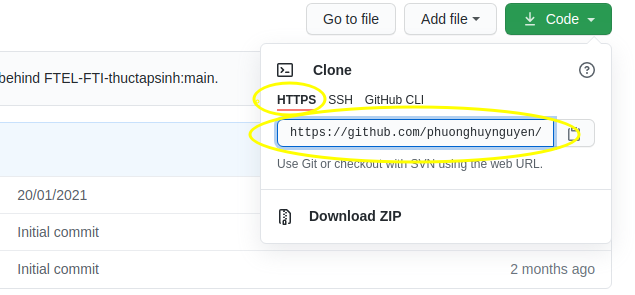 Go to file Add file Code
behind FTEL-FTI-thuctapsinh:main.
Clone
HTTPS SSH GitHub CLI
https://github.com/phuonghuynguyen/
Use Git or checkout with SVN using the web URL.
20/01/2021
Download ZIP
Initial commit
Initial commit 2 months ago